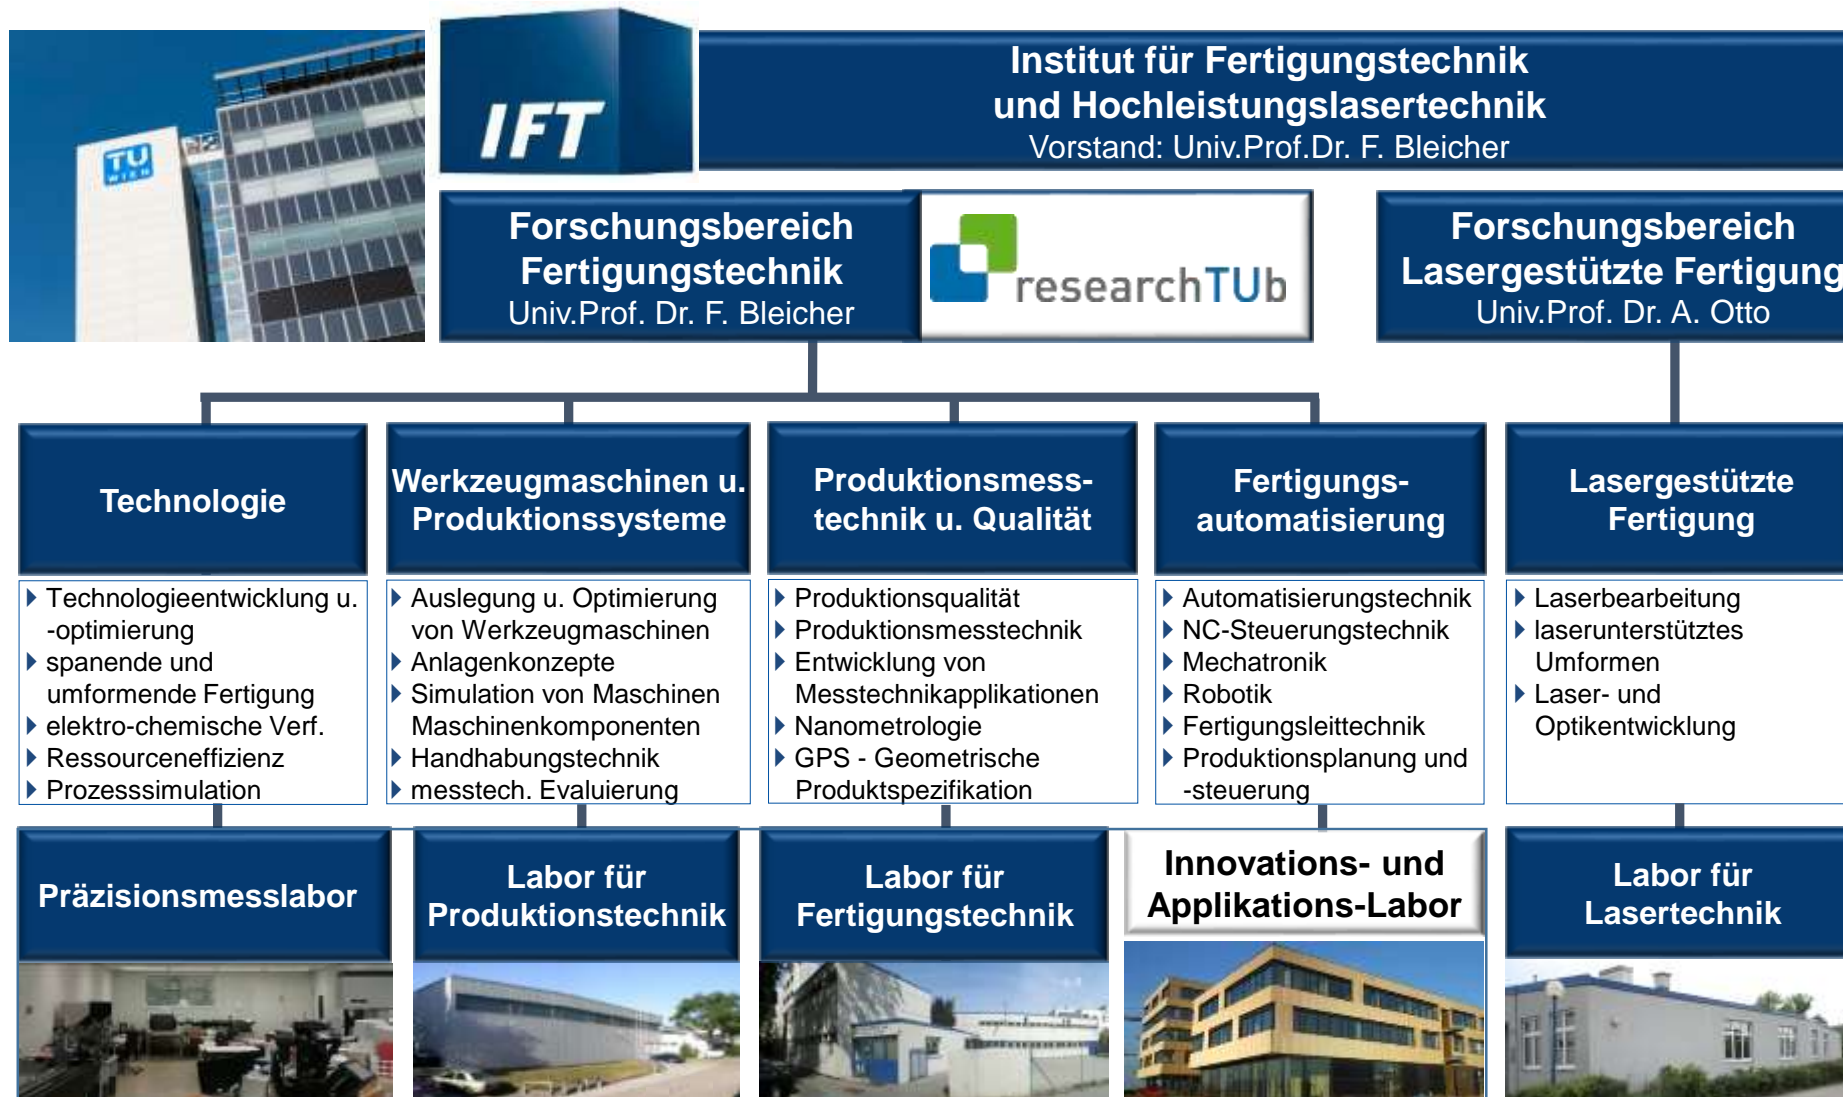 TU
WIEN
IFT
Institut für Fertigungstechnik
und Hochleistungslasertechnik
Vorstand: Univ.Prof.Dr. F. Bleicher
Forschungsbereich
Fertigungstechnik
Univ.Prof. Dr. F. Bleicher
researchTUb
Forschungsbereich
Lasergestützte Fertigung
Univ.Prof. Dr. A. Otto
Technologie
Technologieentwicklung u.
-optimierung
spanende und
umformende Fertigung
elektro-chemische Verf.
Ressourceneffizienz
Prozesssimulation
Werkzeugmaschinen u.
Produktionssysteme
Auslegung u. Optimierung
von Werkzeugmaschinen
Anlagenkonzepte
Simulation von Maschinen
Maschinenkomponenten
Handhabungstechnik
messtech. Evaluierung
Produktionsmess-
technik u. Qualität
Produktionsqualität
Produktionsmesstechnik
Entwicklung von
Messtechnikapplikationen
Nanometrologie
GPS - Geometrische
Produktspezifikation
Fertigungs-
automatisierung
Automatisierungstechnik
NC-Steuerungstechnik
Mechatronik
Robotik
Fertigungsleittechnik
Produktionsplanung und
-steuerung
Lasergestützte
Fertigung
Laserbearbeitung
laserunterstütztes
Umformen
Laser- und
Optikentwicklung
Präzisionsmesslabor
Labor für
Produktionstechnik
Labor für
Fertigungstechnik
Innovations- und
Applikations-Labor
Labor für
Lasertechnik